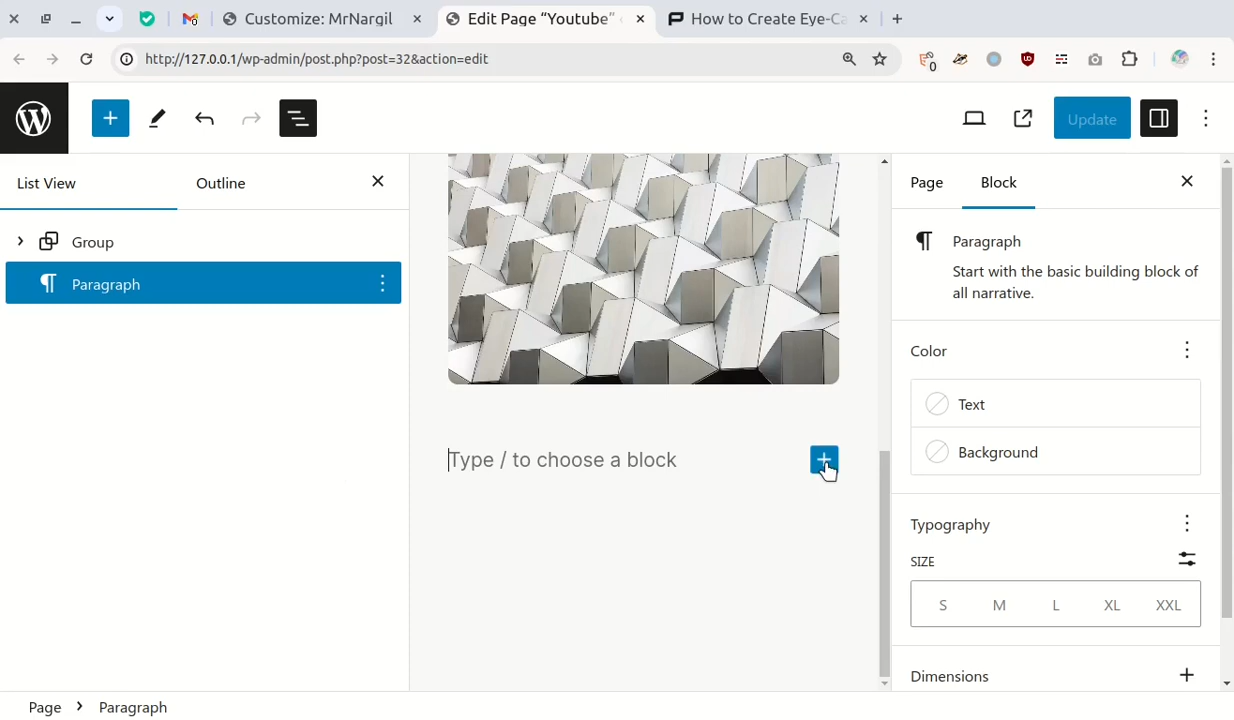 Customize: MrNargil
Edit Page “Youtube”
How to Create Eye-Ca
http://127.0.0.1/wp-admin/post.php?post=32&action=edit
0
Update
List View
Outline
Group
Paragraph
Type / to choose a block
Page
Block
Paragraph
Start with the basic building block of
all narrative.
Color
Text
Background
Typography
SIZE
S M L XL XXL
Dimensions
Page > Paragraph